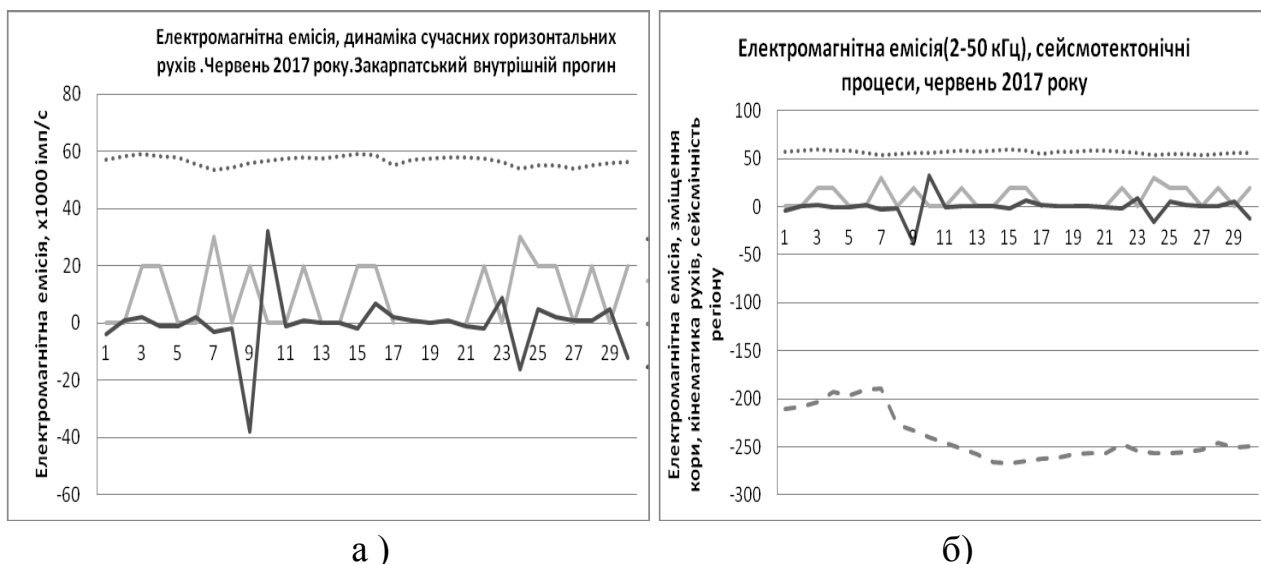 Електромагнітна емісія, динаміка сучасних горизонтальних
рухів .Червень 2017 року.Закарпатський внутрішній прогин
Електромагнітна емісія, х1000 імп/с
80
60
40
20
0
-20
-40
-60
1 3 5 7 9 11 13 15 17 19 21 23 25 27 29
а )
Електромагнітна емісія(2-50 кГц), сейсмотектонічні
процеси, червень 2017 року
Електромагнітна емісія, зміщення
кори, кінематика рухів, сейсмічність
регіону
100
50
0
-50
-100
-150
-200
-250
-300
1 3 5 7 9 11 13 15 17 19 21 23 25 27 29
б)